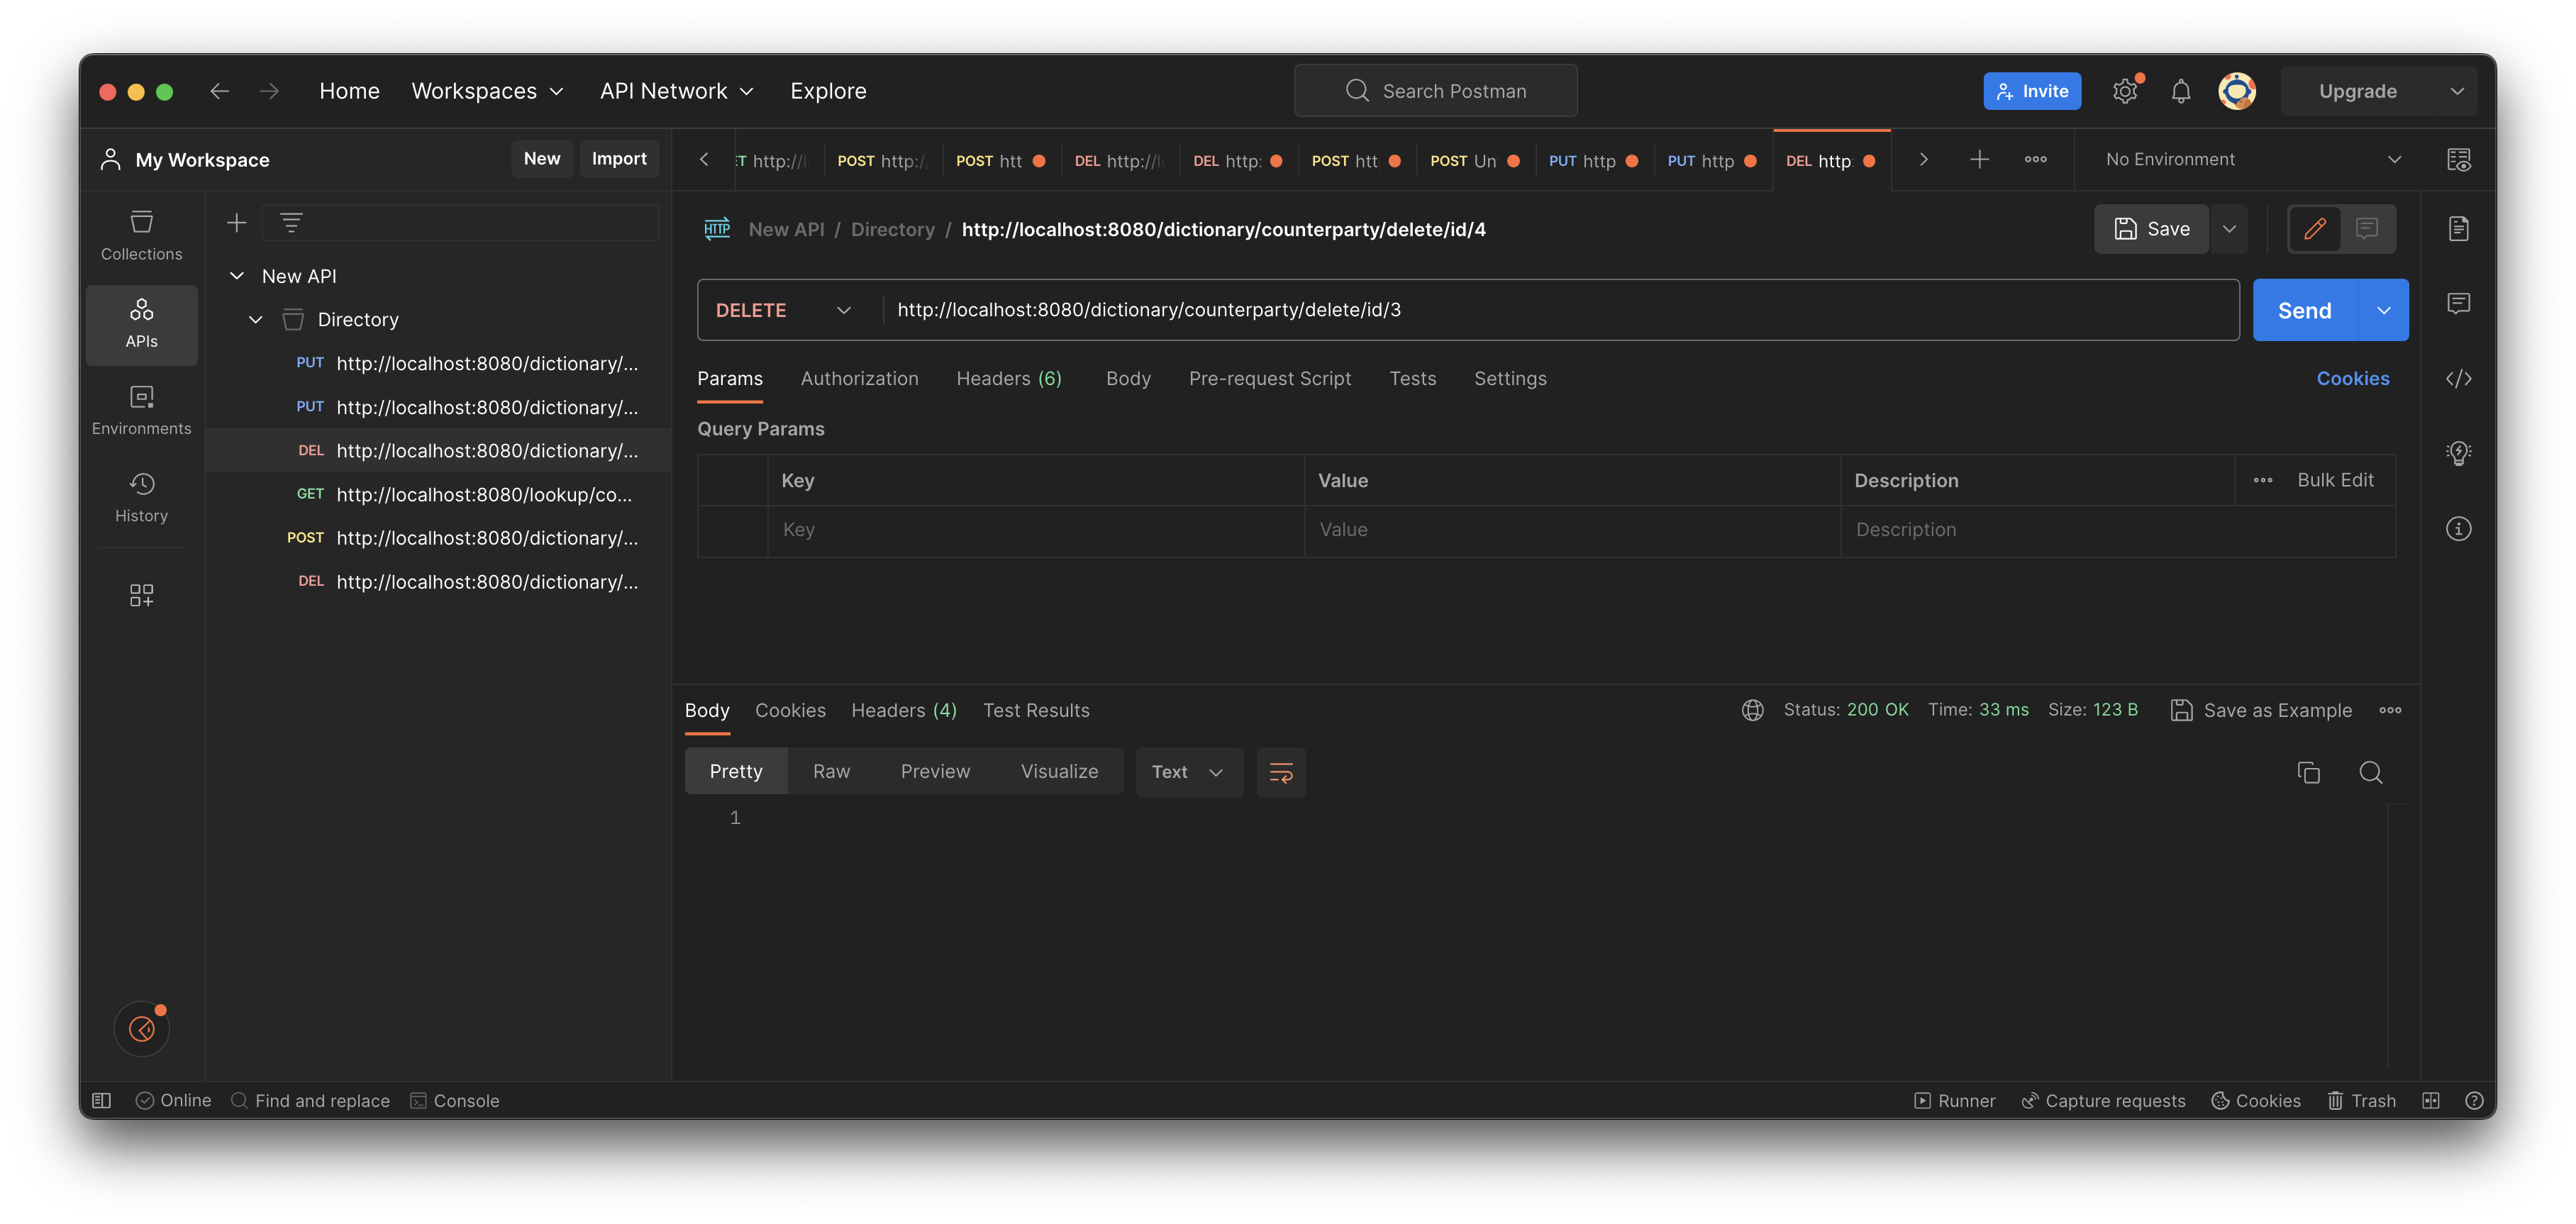 Home Workspaces API Network Explore Search Postman Invite Upgrade
My Workspace New Import
ET http://l POST http:/ POST htt DEL http://lo DEL http: POST htt POST Un PUT http PUT http DEL http: No Environment
Collections
APIs
Environments
History
New API
Directory
PUT http://localhost:8080/dictionary/...
PUT http://localhost:8080/dictionary/...
DEL http://localhost:8080/dictionary/...
GET http://localhost:8080/lookup/co...
POST http://localhost:8080/dictionary/...
DEL http://localhost:8080/dictionary/...
HTTP New API / Directory / http://localhost:8080/dictionary/counterparty/delete/id/4 Save
DELETE http://localhost:8080/dictionary/counterparty/delete/id/3 Send
Params Authorization Headers (6) Body Pre-request Script Tests Settings Cookies
Query Params
Key Value Description Bulk Edit
Key Value Description
Body Cookies Headers (4) Test Results Status: 200 OK Time: 33 ms Size: 123 B Save as Example
Pretty Raw Preview Visualize Text
1
Online Find and replace Console Runner Capture requests Cookies Trash